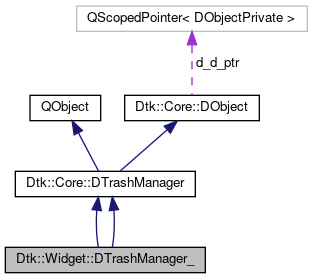 QScopedPointer< DObjectPrivate >
d_d_ptr
QObject
Dtk::Core::DObject
Dtk::Core::DTrashManager
Dtk::Widget::DTrashManager_